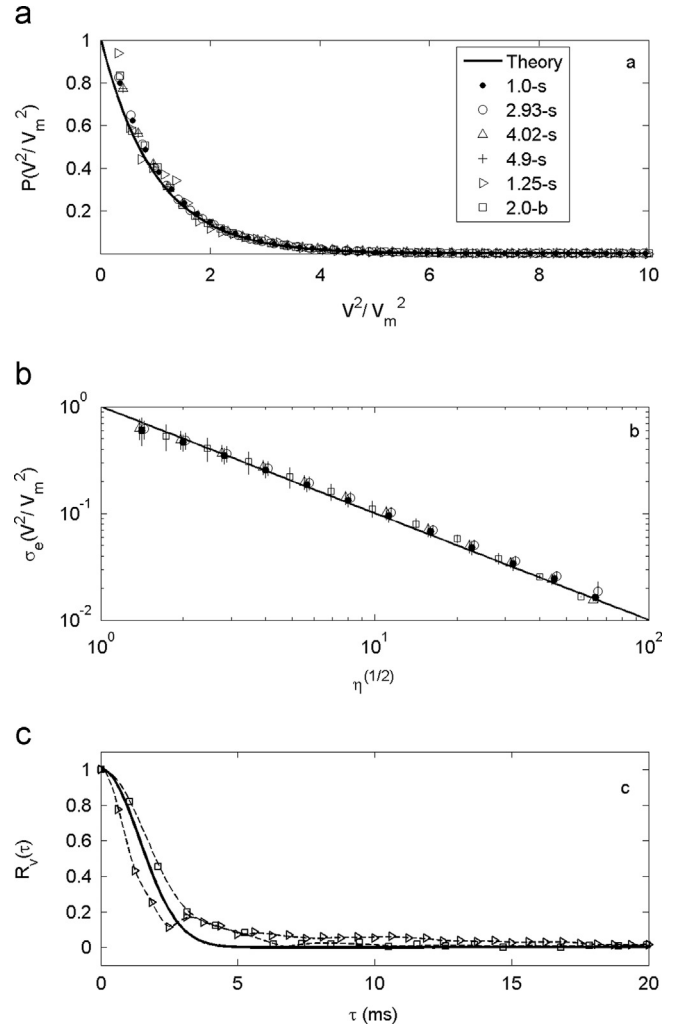 a
a
1
0.8
0.6
0.4
0.2
P(V²/V_m²)
Theory
1.0-s
2.93-s
4.02-s
4.9-s
1.25-s
2.0-b
0 2 4 6 8 10
V²/V_m²
b
b
10⁰
10⁻¹
10⁻²
σ_e(V²/V_m²)
10⁰ 10¹ 10²
η^(1/2)
c
c
1
0.8
0.6
0.4
0.2
0
R_v(τ)
0 5 10 15 20
τ (ms)